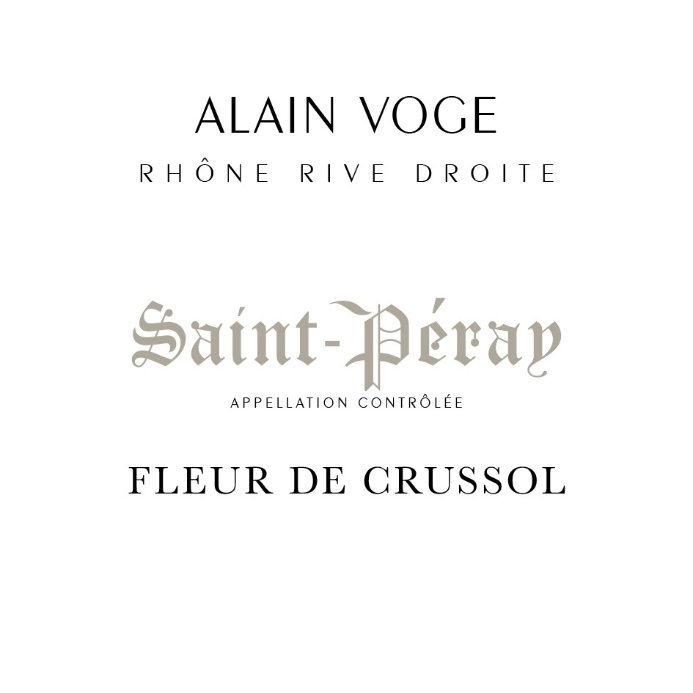 ALAIN VOGE
RHÔNE RIVE DROITE
Saint-Péray
APPELLATION CONTRÔLÉE
FLEUR DE CRUSSOL